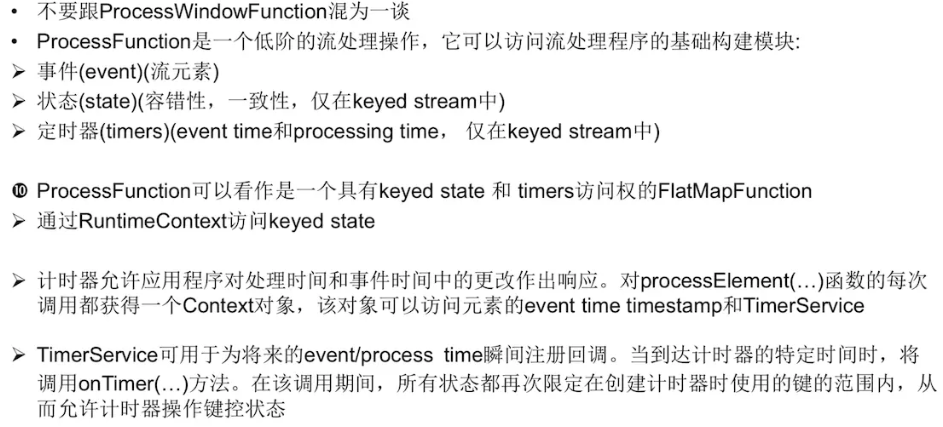 • 不要跟ProcessWindowFunction混为一谈
• ProcessFunction是一个低阶的流处理操作，它可以访问流处理程序的基础构建模块:
➢ 事件(event)(流元素)
➢ 状态(state)(容错性，一致性，仅在keyed stream中)
➢ 定时器(timers)(event time和processing time， 仅在keyed stream中)
❿ ProcessFunction可以看作是一个具有keyed state 和 timers访问权的FlatMapFunction
➢ 通过RuntimeContext访问keyed state
➢ 计时器允许应用程序对处理时间和事件时间中的更改作出响应。对processElement(…)函数的每次
调用都获得一个Context对象，该对象可以访问元素的event time timestamp和TimerService
➢ TimerService可用于为将来的event/process time瞬间注册回调。当到达计时器的特定时间时，将
调用onTimer(…)方法。在该调用期间，所有状态都再次限定在创建计时器时使用的键的范围内，从
而允许计时器操作键控状态